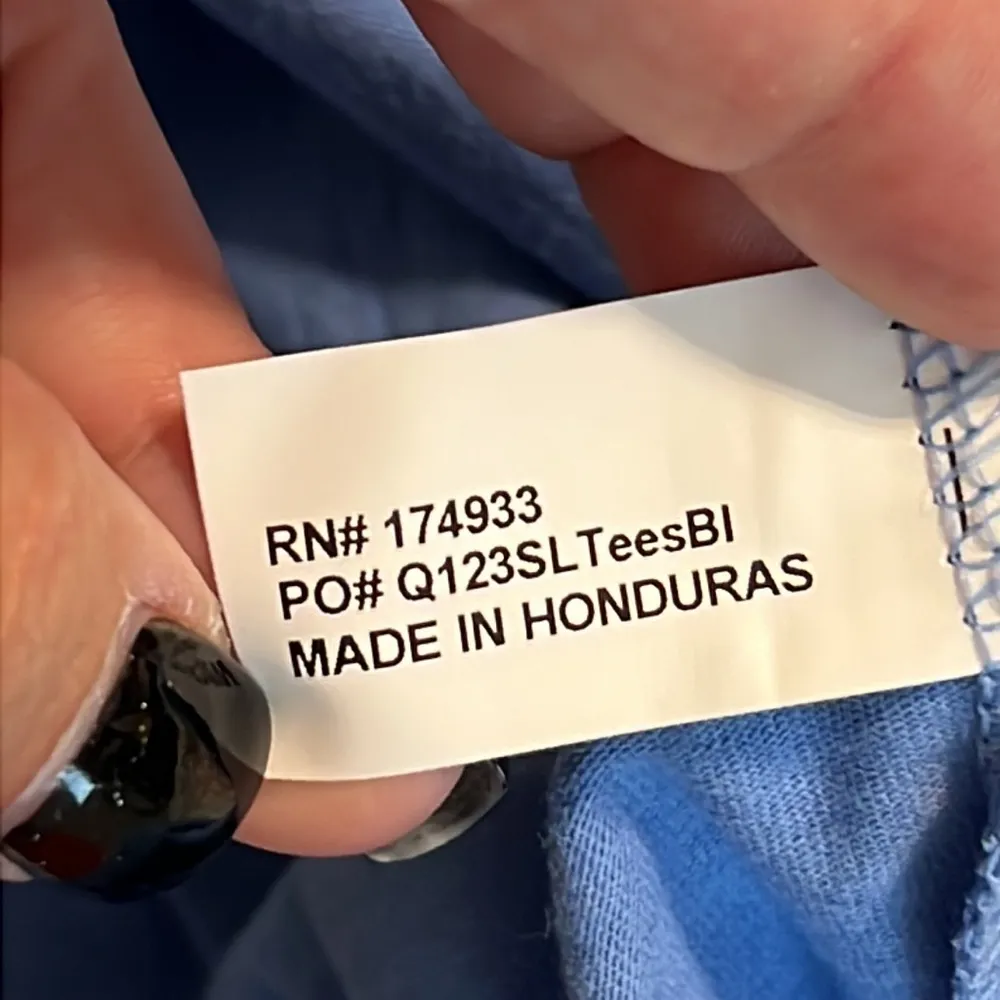 RN# 174933
PO# Q123SLTeesBI
MADE IN HONDURAS